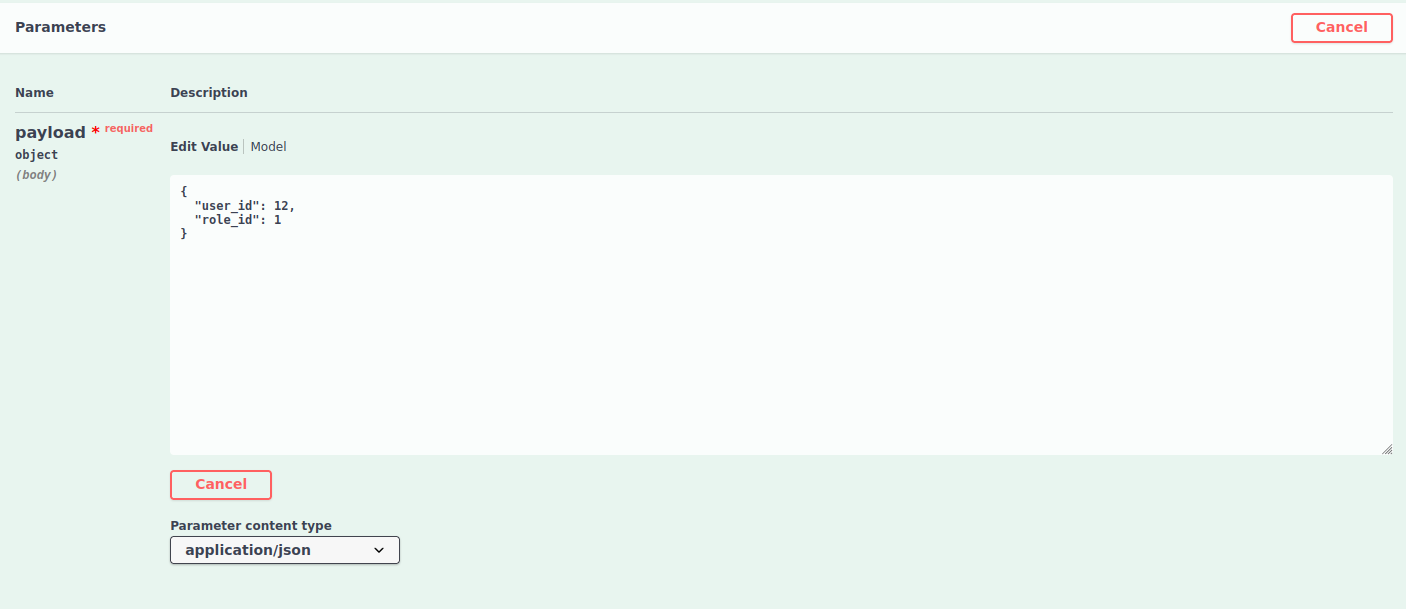 Parameters
Cancel
Name Description
payload * required
object
(body)
Edit Value | Model
{
  "user_id": 12,
  "role_id": 1
}
Cancel
Parameter content type
application/json